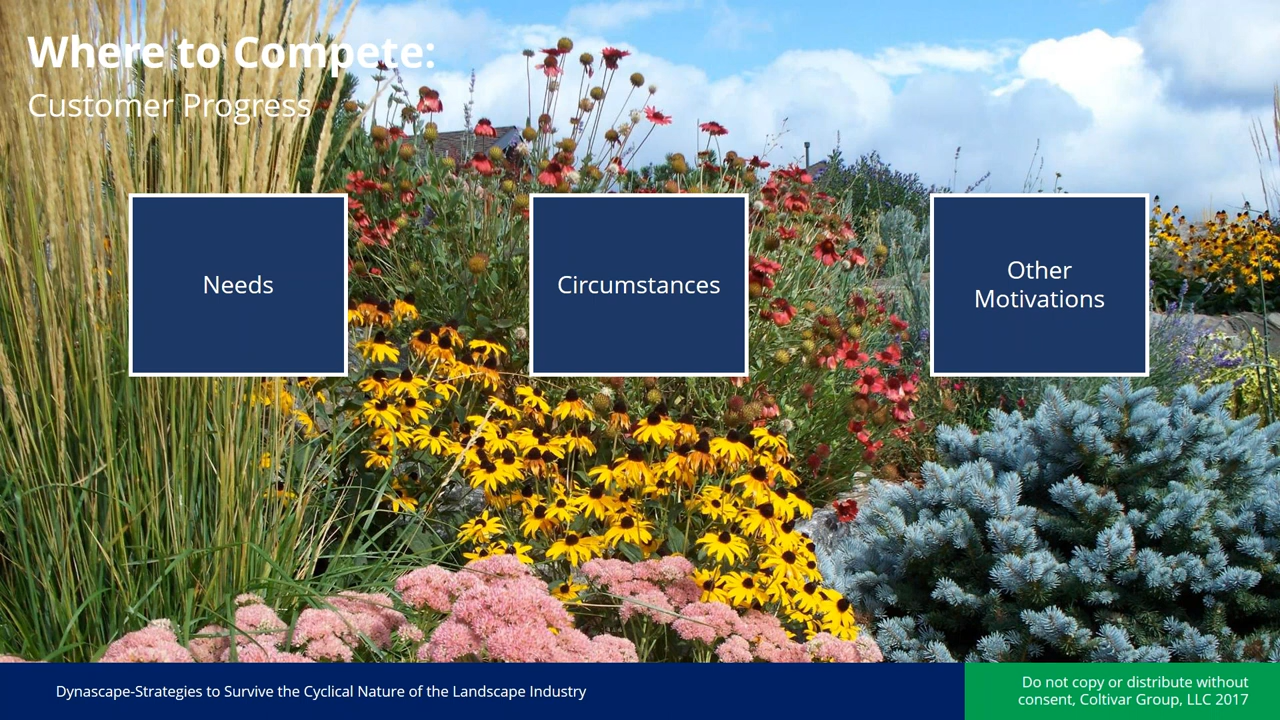 Where to Compete:
Customer Progress
Needs
Circumstances
Other
Motivations
Dynascape-Strategies to Survive the Cyclical Nature of the Landscape Industry
Do not copy or distribute without
consent, Coltivar Group, LLC 2017